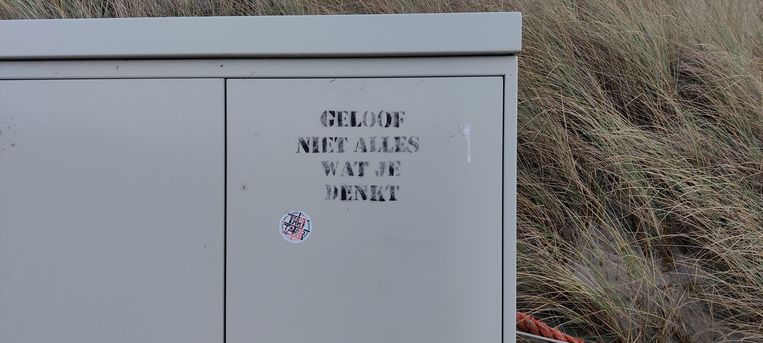 GELOOF
NIET ALLES
WAT JE
DENKT